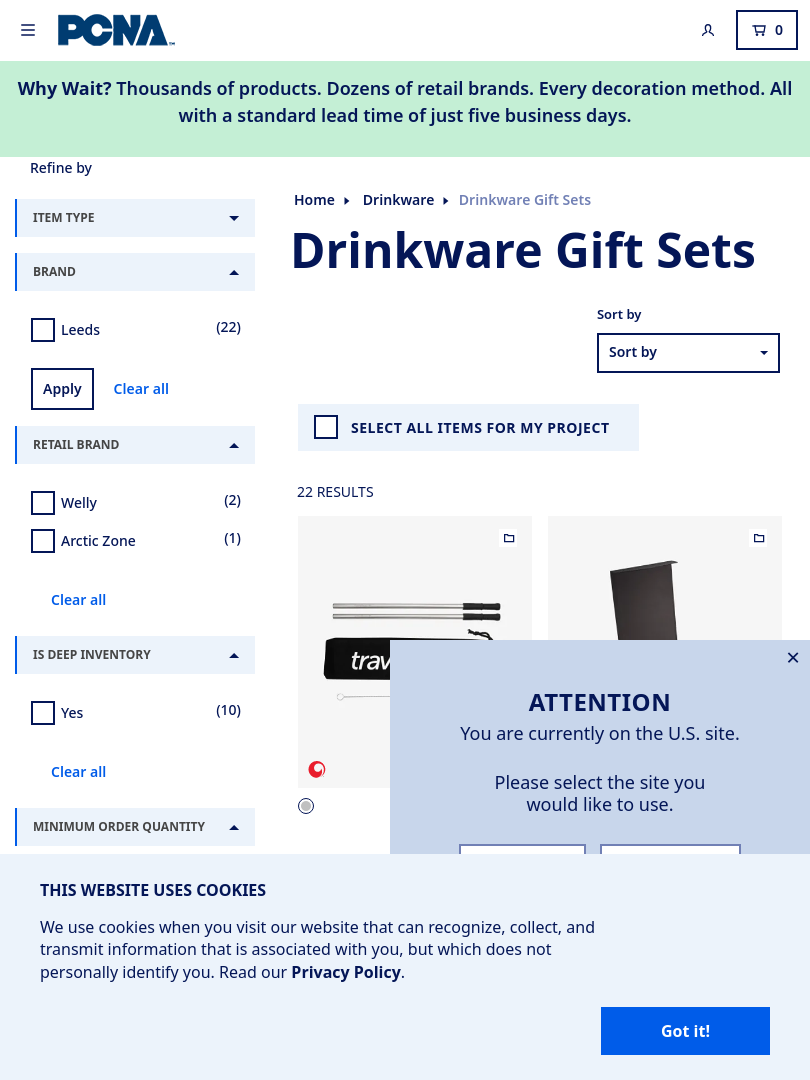 PCNA
0
Why Wait? Thousands of products. Dozens of retail brands. Every decoration method. All
with a standard lead time of just five business days.
Refine by
ITEM TYPE
BRAND
Leeds (22)
Apply Clear all
RETAIL BRAND
Welly (2)
Arctic Zone (1)
Clear all
IS DEEP INVENTORY
Yes (10)
Clear all
MINIMUM ORDER QUANTITY
Home Drinkware Drinkware Gift Sets
Drinkware Gift Sets
Sort by
Sort by
SELECT ALL ITEMS FOR MY PROJECT
22 RESULTS
ATTENTION
You are currently on the U.S. site.
Please select the site you
would like to use.
THIS WEBSITE USES COOKIES
We use cookies when you visit our website that can recognize, collect, and
transmit information that is associated with you, but which does not
personally identify you. Read our Privacy Policy.
Got it!